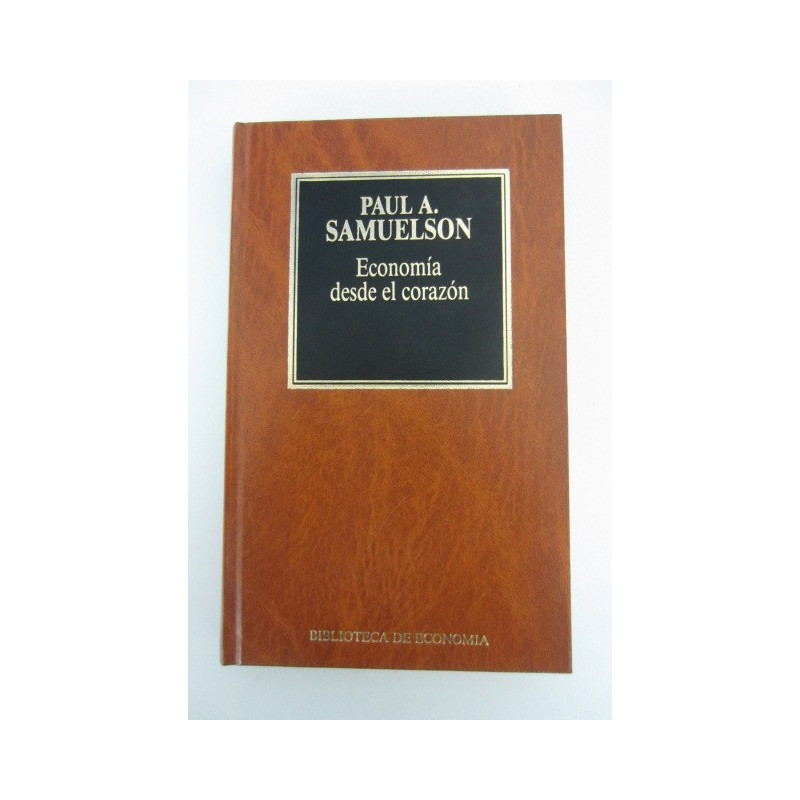 PAUL A.
SAMUELSON
Economía
desde el corazón
BIBLIOTECA DE ECONOMIA